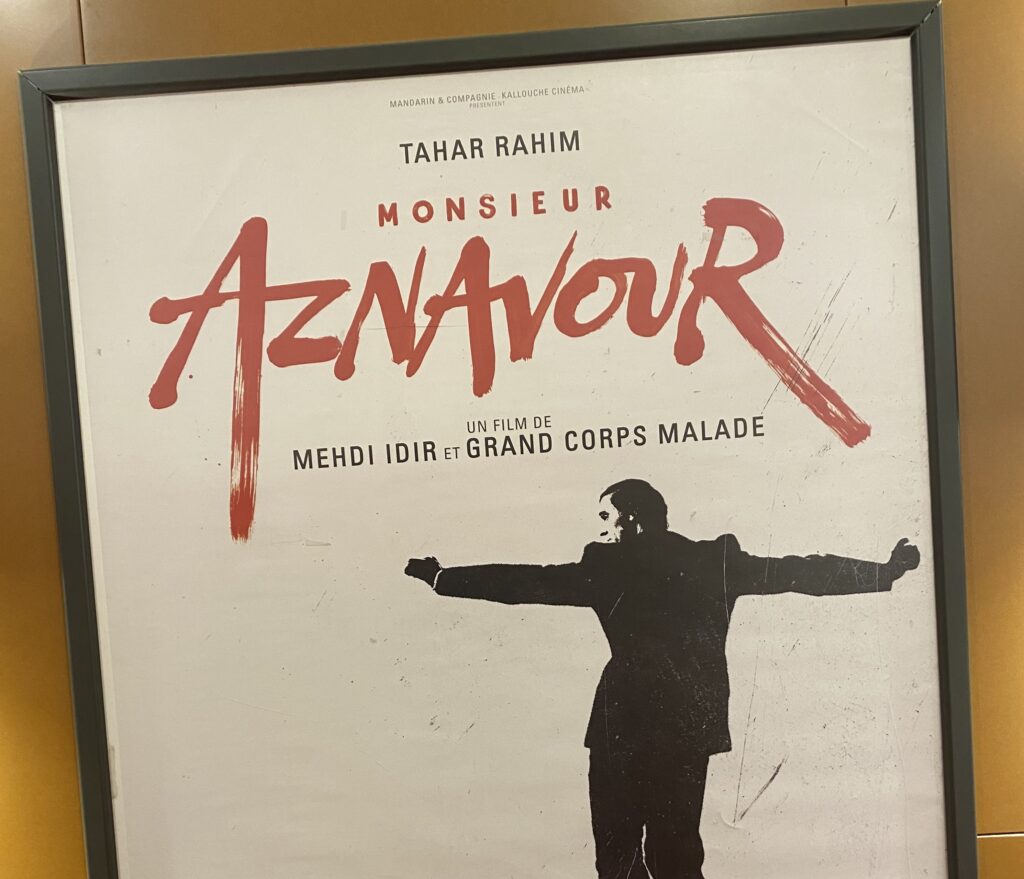 MANDARIN & COMPAGNIE . KALLOUCHE CINÉMA
PRÉSENTENT
TAHAR RAHIM
MONSIEUR
AZNAVOUR
UN FILM DE
MEHDI IDIR ET GRAND CORPS MALADE